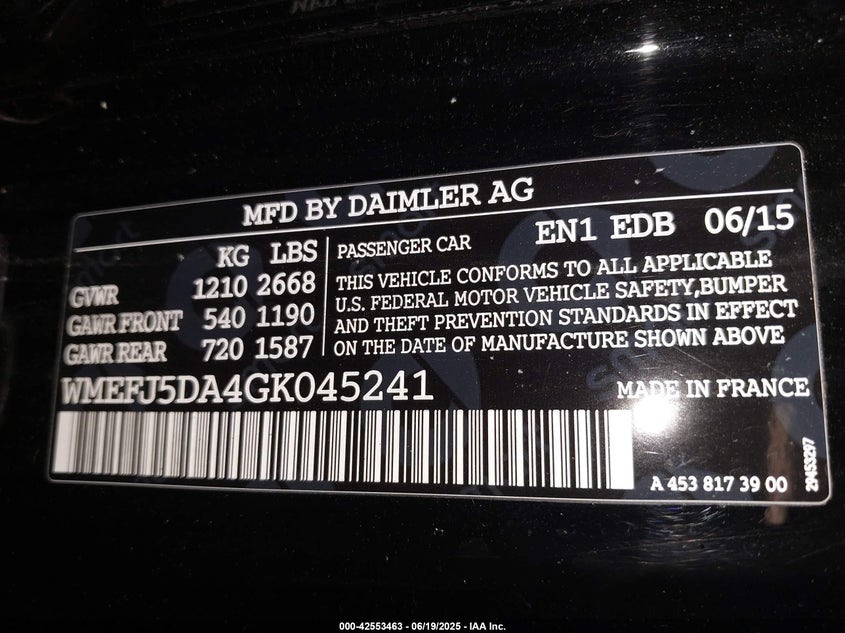 MFD BY DAIMLER AG
EN1 EDB 06/15
KG LBS
GVWR 1210 2668
GAWR FRONT 540 1190
GAWR REAR 720 1587
PASSENGER CAR
THIS VEHICLE CONFORMS TO ALL APPLICABLE
U.S. FEDERAL MOTOR VEHICLE SAFETY,BUMPER
AND THEFT PREVENTION STANDARDS IN EFFECT
ON THE DATE OF MANUFACTURE SHOWN ABOVE
WMEFJ5DA4GK045241
MADE IN FRANCE
A 453 817 39 00
29453297
000-42553463 - 06/19/2025 - IAA Inc.